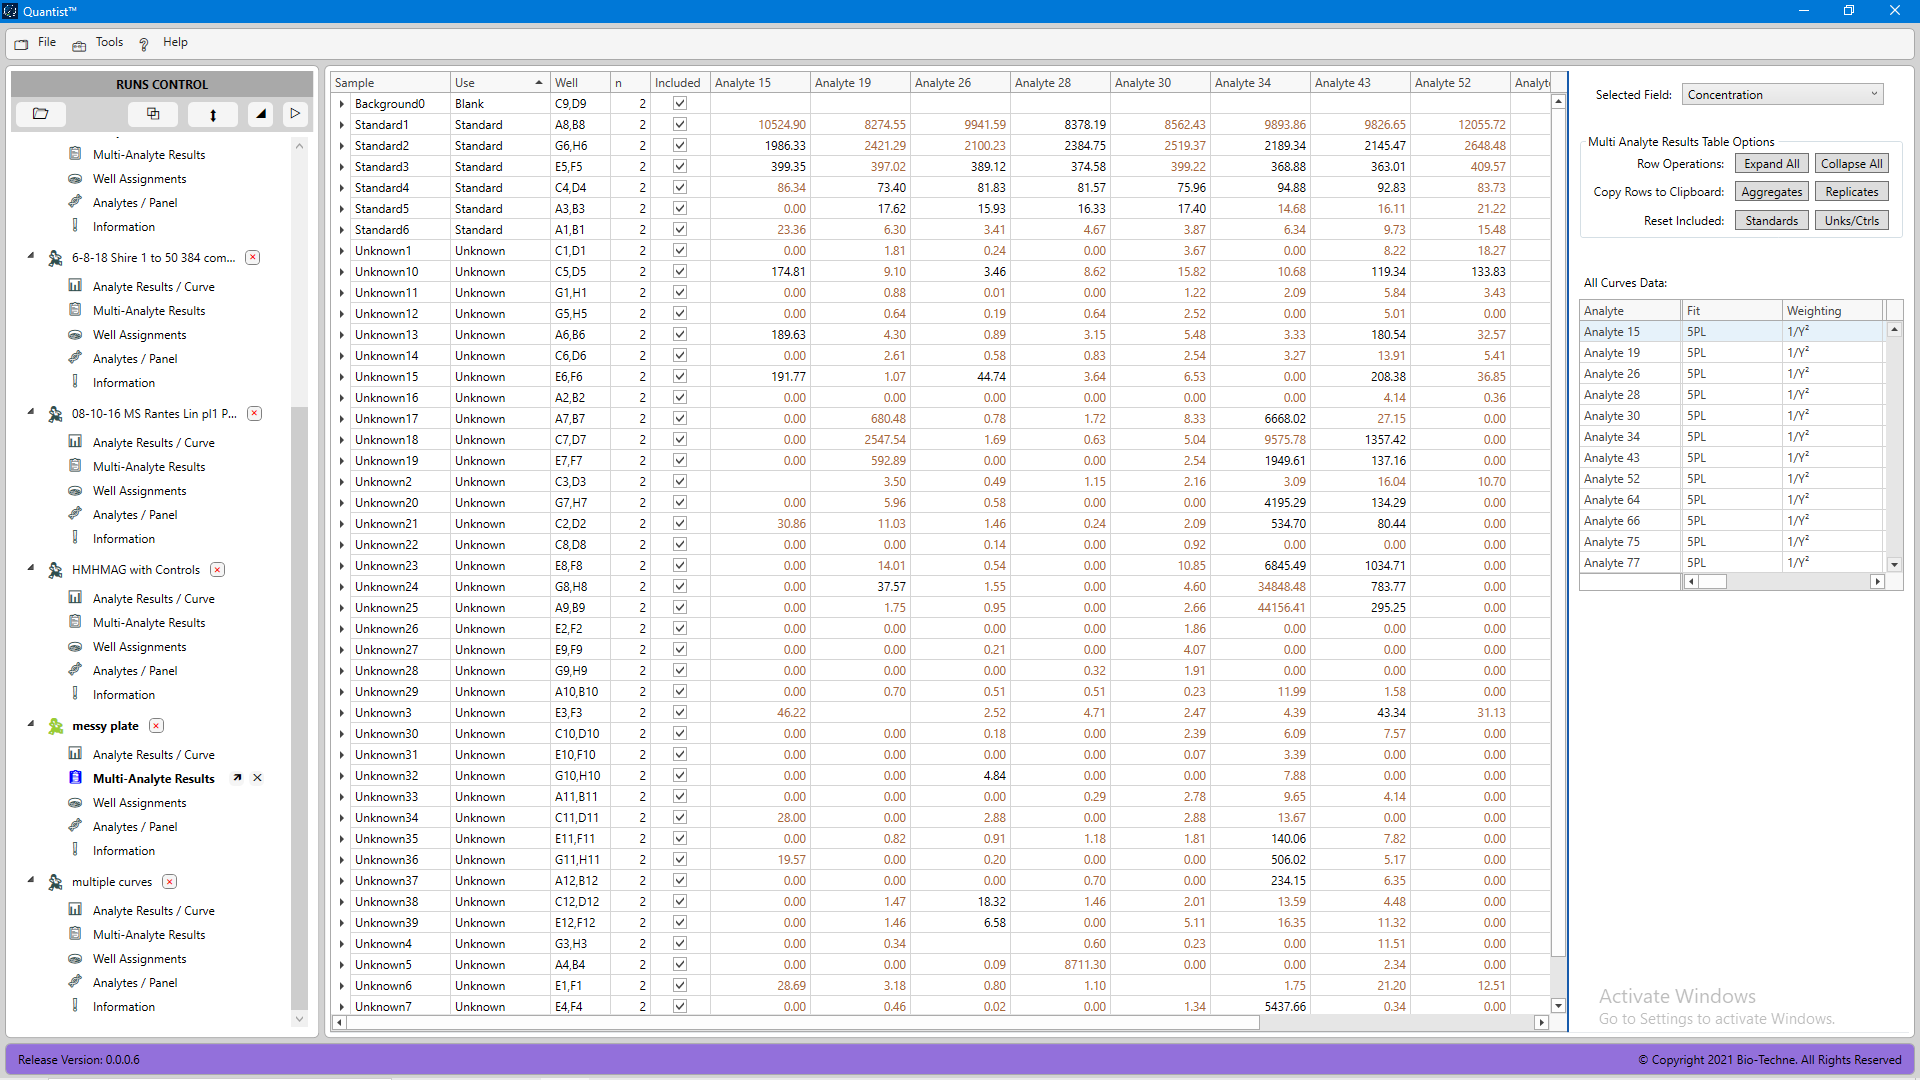 Quantist™
File Tools Help
RUNS CONTROL
Multi-Analyte Results
Well Assignments
Analytes / Panel
Information
6-8-18 Shire 1 to 50 384 com...
Analyte Results / Curve
Multi-Analyte Results
Well Assignments
Analytes / Panel
Information
08-10-16 MS Rantes Lin pl1 P...
Analyte Results / Curve
Multi-Analyte Results
Well Assignments
Analytes / Panel
Information
HMHMAG with Controls
Analyte Results / Curve
Multi-Analyte Results
Well Assignments
Analytes / Panel
Information
messy plate
Analyte Results / Curve
Multi-Analyte Results
Well Assignments
Analytes / Panel
Information
multiple curves
Analyte Results / Curve
Multi-Analyte Results
Well Assignments
Analytes / Panel
Information
Sample Use Well n Included Analyte 15 Analyte 19 Analyte 26 Analyte 28 Analyte 30 Analyte 34 Analyte 43 Analyte 52 Analyt
Background0 Blank C9,D9 2
Standard1 Standard A8,B8 2 10524.90 8274.55 9941.59 8378.19 8562.43 9893.86 9826.65 12055.72
Standard2 Standard G6,H6 2 1986.33 2421.29 2100.23 2384.75 2519.37 2189.34 2145.47 2648.48
Standard3 Standard E5,F5 2 399.35 397.02 389.12 374.58 399.22 368.88 363.01 409.57
Standard4 Standard C4,D4 2 86.34 73.40 81.83 81.57 75.96 94.88 92.83 83.73
Standard5 Standard A3,B3 2 0.00 17.62 15.93 16.33 17.40 14.68 16.11 21.22
Standard6 Standard A1,B1 2 23.36 6.30 3.41 4.67 3.87 6.34 9.73 15.48
Unknown1 Unknown C1,D1 2 0.00 1.81 0.24 0.00 3.67 0.00 8.22 18.27
Unknown10 Unknown C5,D5 2 174.81 9.10 3.46 8.62 15.82 10.68 119.34 133.83
Unknown11 Unknown G1,H1 2 0.00 0.88 0.01 0.00 1.22 2.09 5.84 3.43
Unknown12 Unknown G5,H5 2 0.00 0.64 0.19 0.64 2.52 0.00 5.01 0.00
Unknown13 Unknown A6,B6 2 189.63 4.30 0.89 3.15 5.48 3.33 180.54 32.57
Unknown14 Unknown C6,D6 2 0.00 2.61 0.58 0.83 2.54 3.27 13.91 5.41
Unknown15 Unknown E6,F6 2 191.77 1.07 44.74 3.64 6.53 0.00 208.38 36.85
Unknown16 Unknown A2,B2 2 0.00 0.00 0.00 0.00 0.00 0.00 4.14 0.36
Unknown17 Unknown A7,B7 2 0.00 680.48 0.78 1.72 8.33 6668.02 27.15 0.00
Unknown18 Unknown C7,D7 2 0.00 2547.54 1.69 0.63 5.04 9575.78 1357.42 0.00
Unknown19 Unknown E7,F7 2 0.00 592.89 0.00 0.00 2.54 1949.61 137.16 0.00
Unknown2 Unknown C3,D3 2 3.50 0.49 1.15 2.16 3.09 16.04 10.70
Unknown20 Unknown G7,H7 2 0.00 5.96 0.58 0.00 0.00 4195.29 134.29 0.00
Unknown21 Unknown C2,D2 2 30.86 11.03 1.46 0.24 2.09 534.70 80.44 0.00
Unknown22 Unknown C8,D8 2 0.00 0.00 0.14 0.00 0.92 0.00 0.00 0.00
Unknown23 Unknown E8,F8 2 0.00 14.01 0.54 0.00 10.85 6845.49 1034.71 0.00
Unknown24 Unknown G8,H8 2 0.00 37.57 1.55 0.00 4.60 34848.48 783.77 0.00
Unknown25 Unknown A9,B9 2 0.00 1.75 0.95 0.00 2.66 44156.41 295.25 0.00
Unknown26 Unknown E2,F2 2 0.00 0.00 0.00 0.00 1.86 0.00 0.00 0.00
Unknown27 Unknown E9,F9 2 0.00 0.00 0.21 0.00 4.07 0.00 0.00 0.00
Unknown28 Unknown G9,H9 2 0.00 0.00 0.00 0.32 1.91 0.00 0.00 0.00
Unknown29 Unknown A10,B10 2 0.00 0.70 0.51 0.51 0.23 11.99 1.58 0.00
Unknown3 Unknown E3,F3 2 46.22 2.52 4.71 2.47 4.39 43.34 31.13
Unknown30 Unknown C10,D10 2 0.00 0.00 0.18 0.00 2.39 6.09 7.57 0.00
Unknown31 Unknown E10,F10 2 0.00 0.00 0.00 0.00 0.07 3.39 0.00 0.00
Unknown32 Unknown G10,H10 2 0.00 0.00 4.84 0.00 0.00 7.88 0.00 0.00
Unknown33 Unknown A11,B11 2 0.00 0.00 0.00 0.29 2.78 9.65 4.14 0.00
Unknown34 Unknown C11,D11 2 28.00 0.00 2.88 0.00 2.88 13.67 0.00 0.00
Unknown35 Unknown E11,F11 2 0.00 0.82 0.91 1.18 1.81 140.06 7.82 0.00
Unknown36 Unknown G11,H11 2 19.57 0.00 0.20 0.00 0.00 506.02 5.17 0.00
Unknown37 Unknown A12,B12 2 0.00 0.00 0.00 0.70 0.00 234.15 6.35 0.00
Unknown38 Unknown C12,D12 2 0.00 1.47 18.32 1.46 2.01 13.59 4.48 0.00
Unknown39 Unknown E12,F12 2 0.00 1.46 6.58 0.00 5.11 16.35 11.32 0.00
Unknown4 Unknown G3,H3 2 0.00 0.34 0.60 0.23 0.00 11.51 0.00
Unknown5 Unknown A4,B4 2 0.00 0.00 0.09 8711.30 0.00 0.00 2.34 0.00
Unknown6 Unknown E1,F1 2 28.69 3.18 0.80 1.10 1.75 21.20 12.51
Unknown7 Unknown E4,F4 2 0.00 0.46 0.02 0.00 1.34 5437.66 0.34 0.00
Selected Field: Concentration
Multi Analyte Results Table Options
Row Operations: Expand All Collapse All
Copy Rows to Clipboard: Aggregates Replicates
Reset Included: Standards Unks/Ctrls
All Curves Data:
Analyte Fit Weighting
Analyte 15 5PL 1/Y²
Analyte 19 5PL 1/Y²
Analyte 26 5PL 1/Y²
Analyte 28 5PL 1/Y²
Analyte 30 5PL 1/Y²
Analyte 34 5PL 1/Y²
Analyte 43 5PL 1/Y²
Analyte 52 5PL 1/Y²
Analyte 64 5PL 1/Y²
Analyte 66 5PL 1/Y²
Analyte 75 5PL 1/Y²
Analyte 77 5PL 1/Y²
Activate Windows
Go to Settings to activate Windows.
Release Version: 0.0.0.6
© Copyright 2021 Bio-Techne. All Rights Reserved